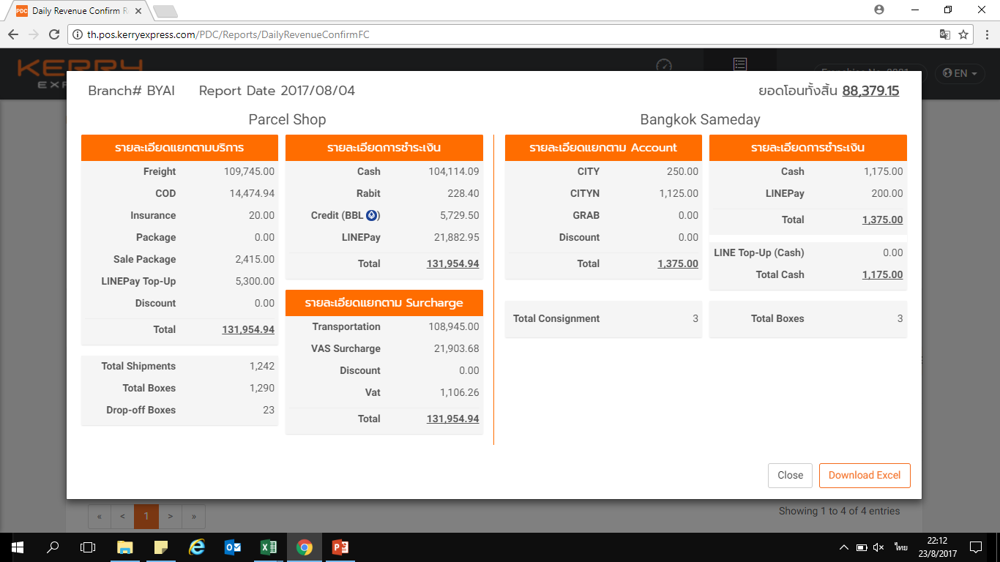 Daily Revenue Confirm R
th.pos.kerryexpress.com/PDC/Reports/DailyRevenueConfirmFC
KERRY
EN
Branch# BYAI Report Date 2017/08/04 ยอดโอนทั้งสิ้น 88,379.15
Parcel Shop
รายละเอียดแยกตามบริการ
Freight 109,745.00
COD 14,474.94
Insurance 20.00
Package 0.00
Sale Package 2,415.00
LINEPay Top-Up 5,300.00
Discount 0.00
Total 131,954.94
Total Shipments 1,242
Total Boxes 1,290
Drop-off Boxes 23
รายละเอียดการชำระเงิน
Cash 104,114.09
Rabit 228.40
Credit (BBL ) 5,729.50
LINEPay 21,882.95
Total 131,954.94
รายละเอียดแยกตาม Surcharge
Transportation 108,945.00
VAS Surcharge 21,903.68
Discount 0.00
Vat 1,106.26
Total 131,954.94
Bangkok Sameday
รายละเอียดแยกตาม Account
CITY 250.00
CITYN 1,125.00
GRAB 0.00
Discount 0.00
Total 1,375.00
Total Consignment 3
รายละเอียดการชำระเงิน
Cash 1,175.00
LINEPay 200.00
Total 1,375.00
LINE Top-Up (Cash) 0.00
Total Cash 1,175.00
Total Boxes 3
Close Download Excel
« < 1 > »
Showing 1 to 4 of 4 entries
ไทย
22:12
23/8/2017